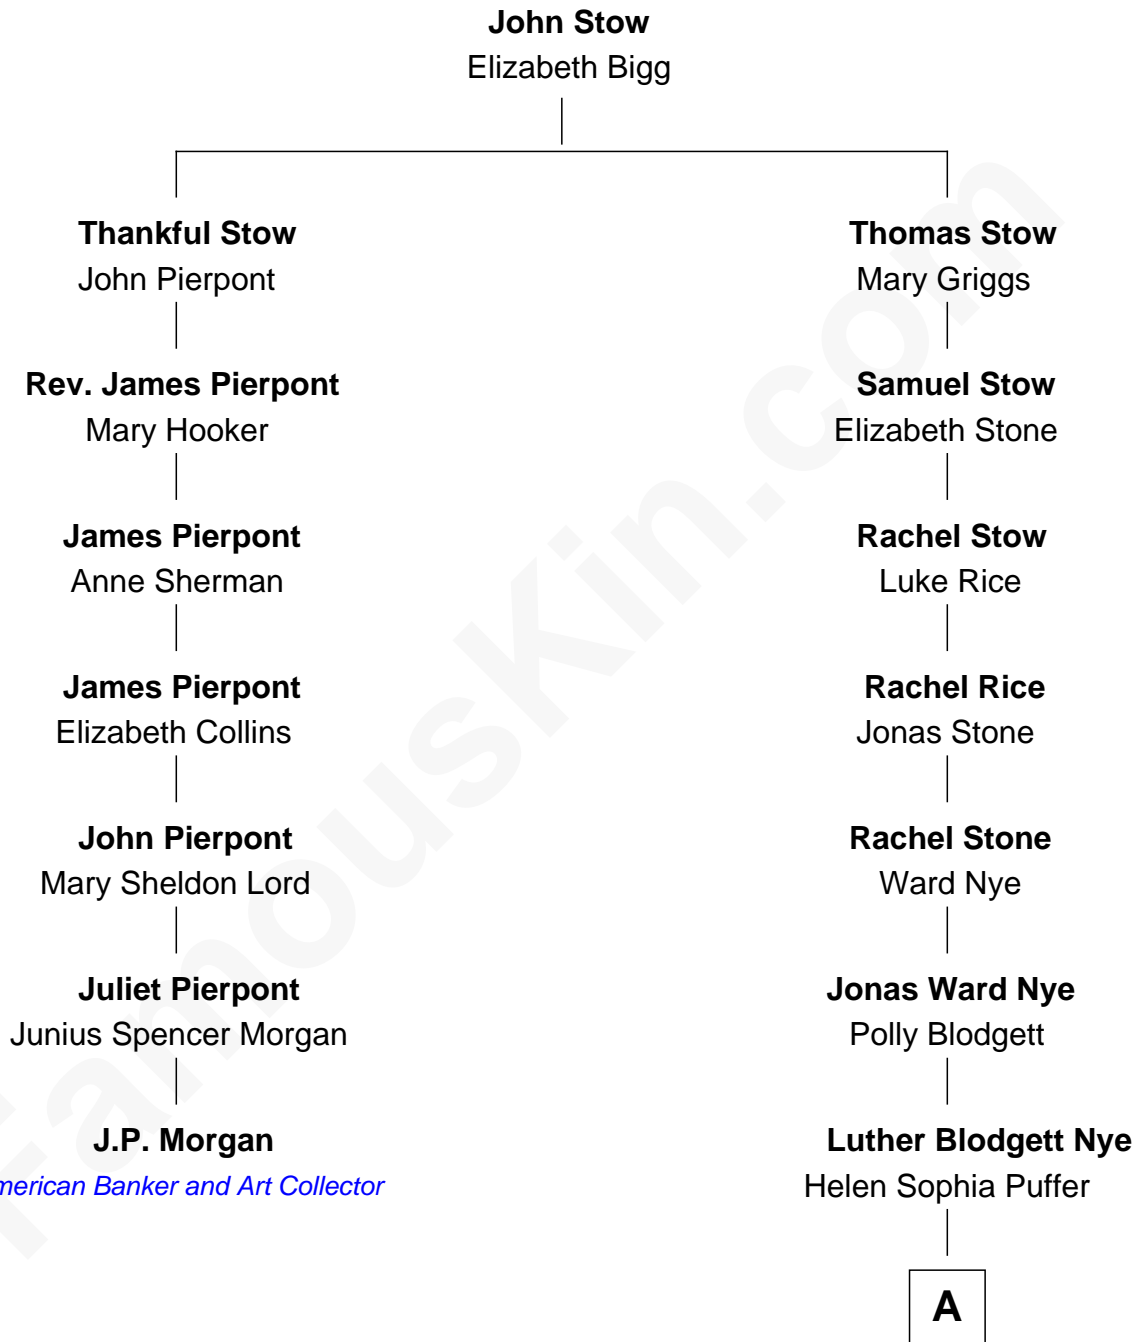 John Stow
Elizabeth Bigg
Thankful Stow
John Pierpont
Thomas Stow
Mary Griggs
Rev. James Pierpont
Mary Hooker
Samuel Stow
Elizabeth Stone
James Pierpont
Anne Sherman
Rachel Stow
Luke Rice
James Pierpont
Elizabeth Collins
Rachel Rice
Jonas Stone
John Pierpont
Mary Sheldon Lord
Rachel Stone
Ward Nye
Juliet Pierpont
Junius Spencer Morgan
Jonas Ward Nye
Polly Blodgett
J.P. Morgan
merican Banker and Art Collector
Luther Blodgett Nye
Helen Sophia Puffer
A
FamousKin.com